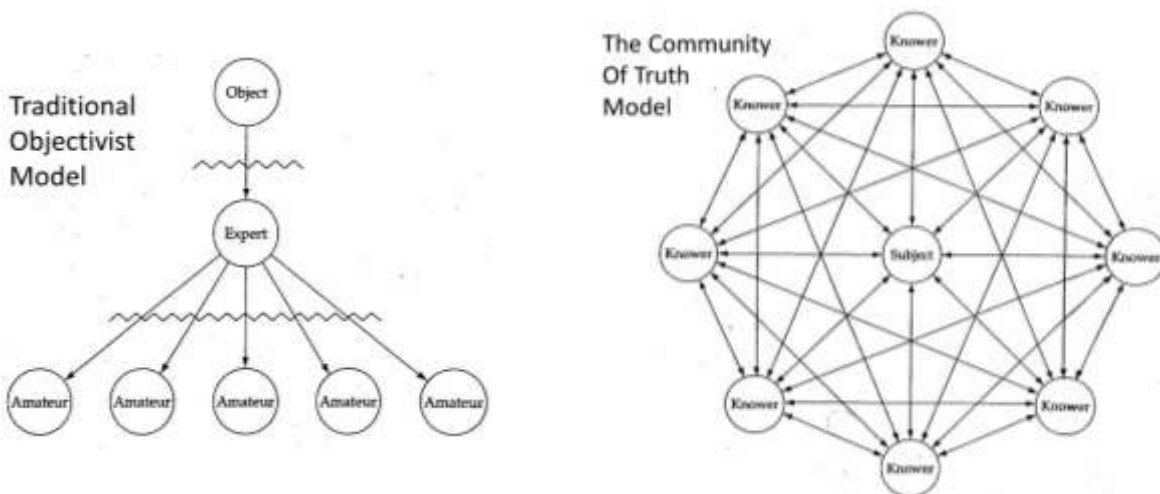 Traditional
Objectivist
Model
Object
Expert
Amateur
Amateur
Amateur
Amateur
Amateur
The Community
Of Truth
Model
Knower
Knower
Knower
Knower
Subject
Knower
Knower
Knower
Knower